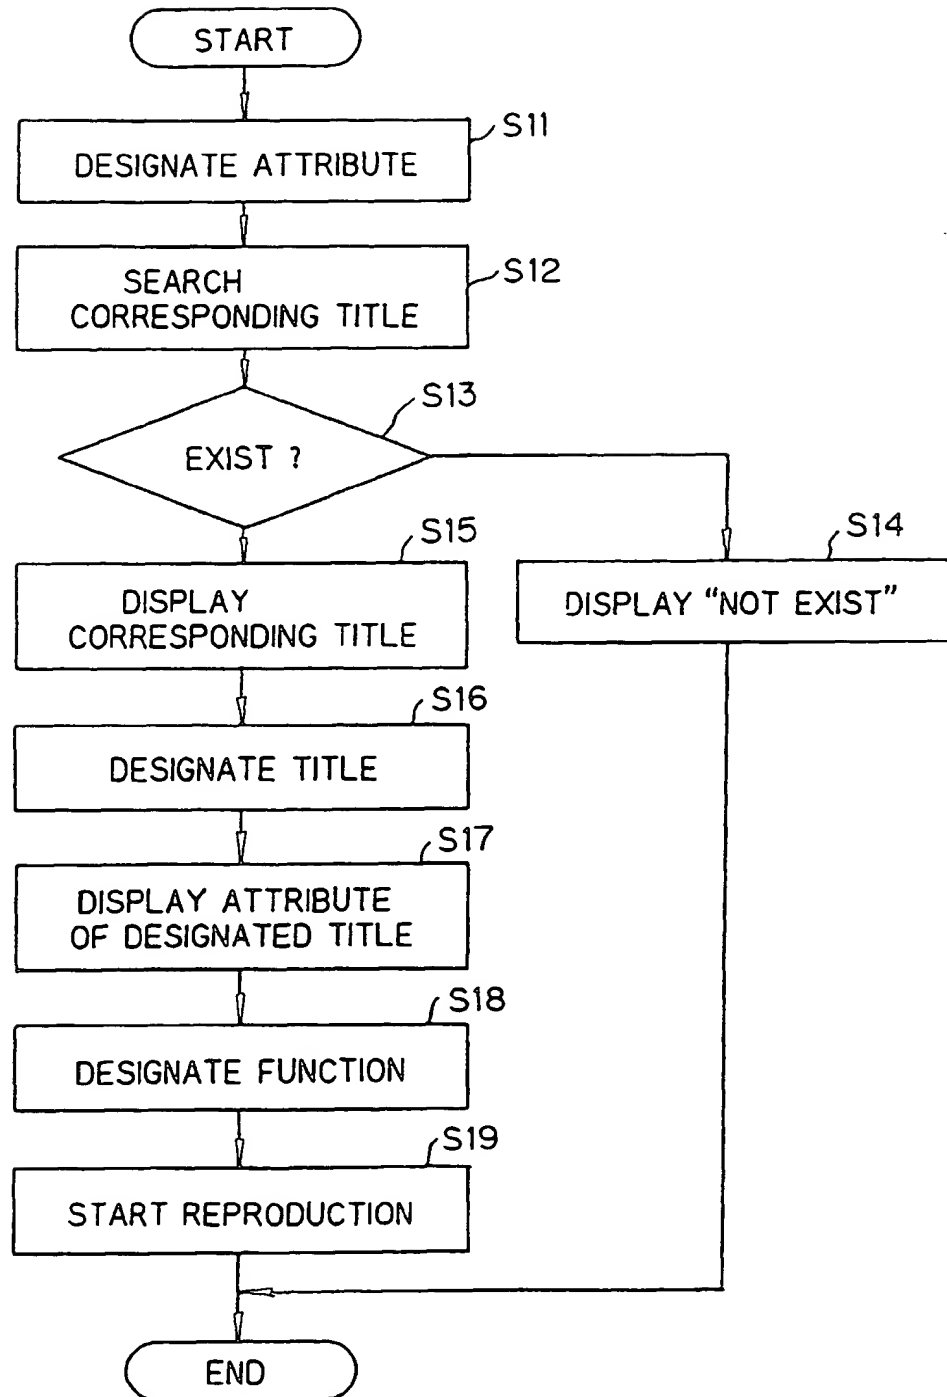 START
S11
DESIGNATE ATTRIBUTE
S12
SEARCH
CORRESPONDING TITLE
S13
EXIST ?
S15
DISPLAY
CORRESPONDING TITLE
S14
DISPLAY “NOT EXIST”
S16
DESIGNATE TITLE
S17
DISPLAY ATTRIBUTE
OF DESIGNATED TITLE
S18
DESIGNATE FUNCTION
S19
START REPRODUCTION
END